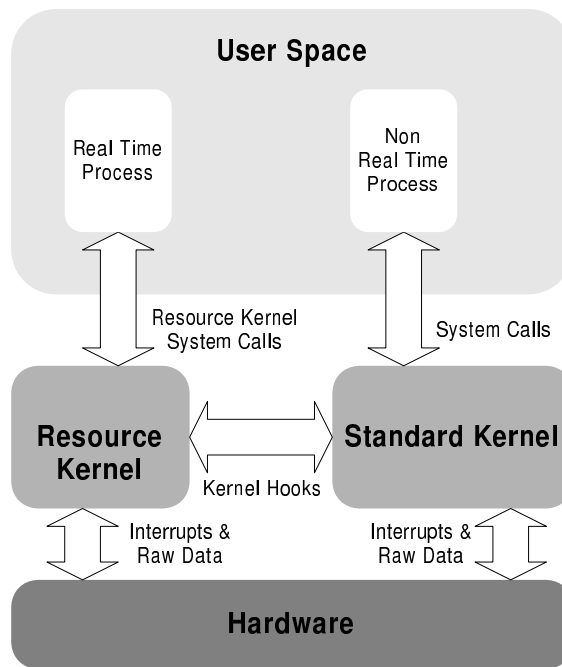 User Space
Real Time
Process
Non
Real Time
Process
Resource Kernel
System Calls
System Calls
Resource
Kernel
Standard Kernel
Kernel Hooks
Interrupts &
Raw Data
Interrupts &
Raw Data
Hardware